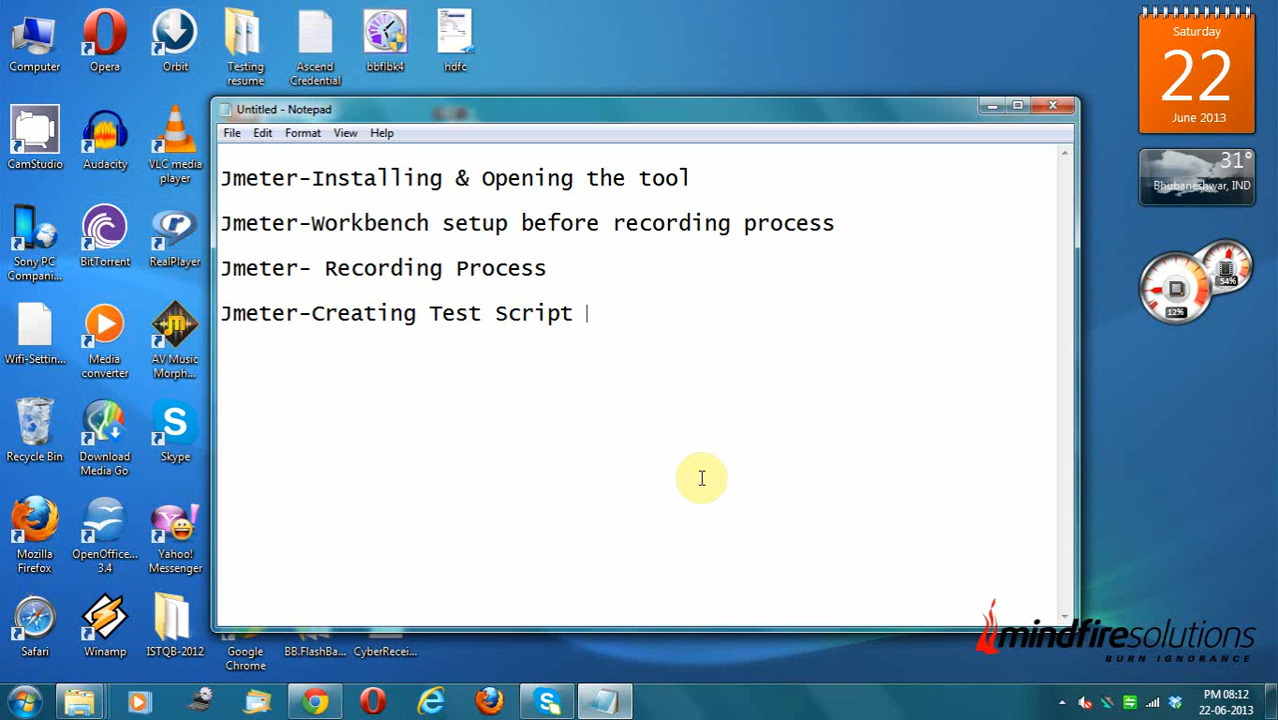 Computer
Opera
Orbit
Testing
resume
Ascend
Credential
bbflbk4
hdfc
Saturday
22
June 2013
Untitled - Notepad
File Edit Format View Help
CamStudio
Audacity
VLC media
player
31°
Bhubaneshwar, IND
Jmeter-Installing & Opening the tool
Jmeter-Workbench setup before recording process
Jmeter- Recording Process
Jmeter-Creating Test Script
Sony PC
Compani...
BitTorrent
RealPlayer
54%
12%
Wifi-Settin...
Media
converter
AV Music
Morph...
Recycle Bin
Download
Media Go
Skype
Mozilla
Firefox
OpenOffice...
3.4
Yahoo!
Messenger
Safari
Winamp
ISTQB-2012
Google
Chrome
BB.FlashBa...
CyberRecei...
mindfiresolutions
BURN IGNORANCE
PM 08:12
22-06-2013